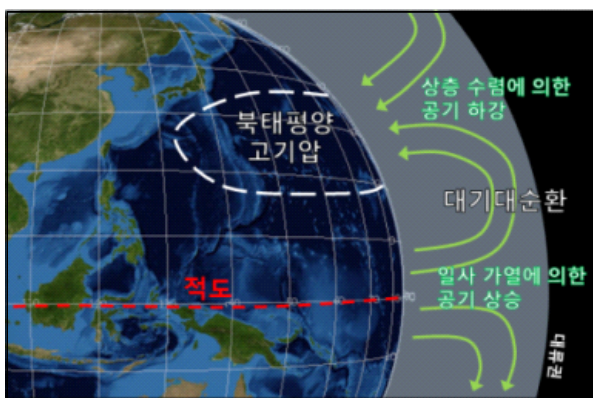 상층 수렴에 의한
공기 하강
북태평양
고기압
대기대순환
일사 가열에 의한
공기 상승
적도
대류권